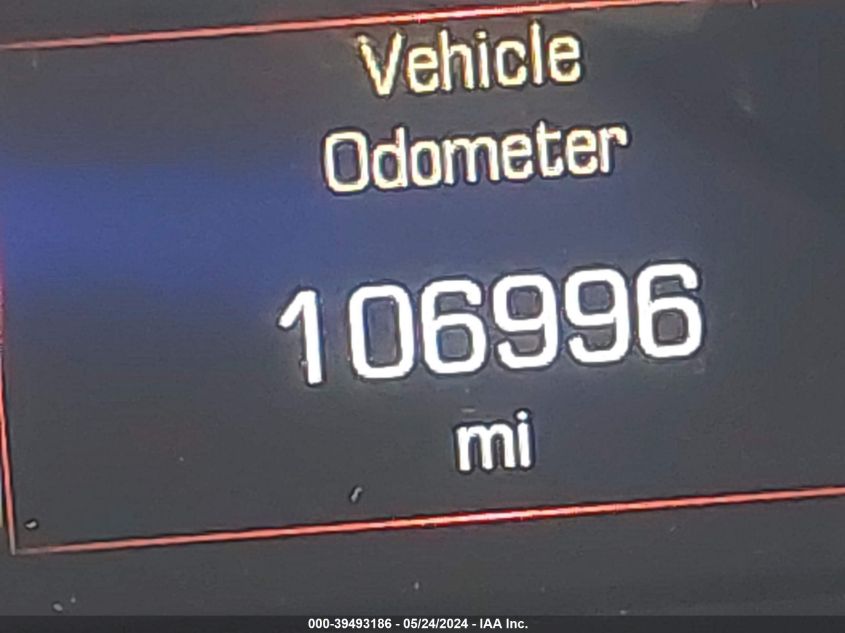 Vehicle
Odometer
106996
mi
000-39493186 - 05/24/2024 - IAA Inc.